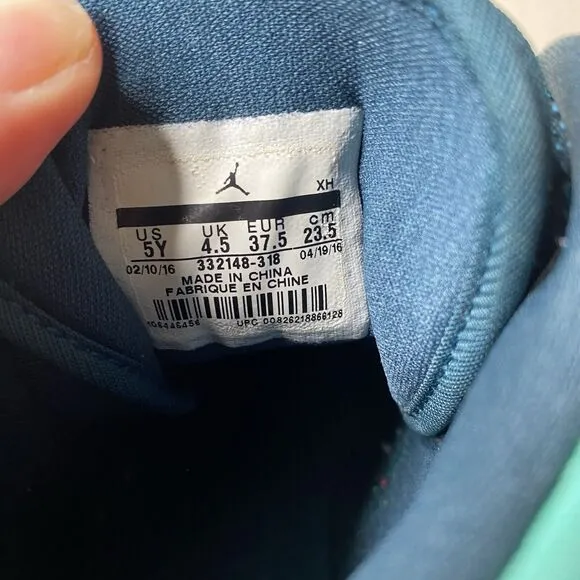 XH
US UK EUR cm
5Y 4.5 37.5 23.5
02/10/16 332148-318 04/19/16
MADE IN CHINA
FABRIQUE EN CHINE
UPC 00826218866128